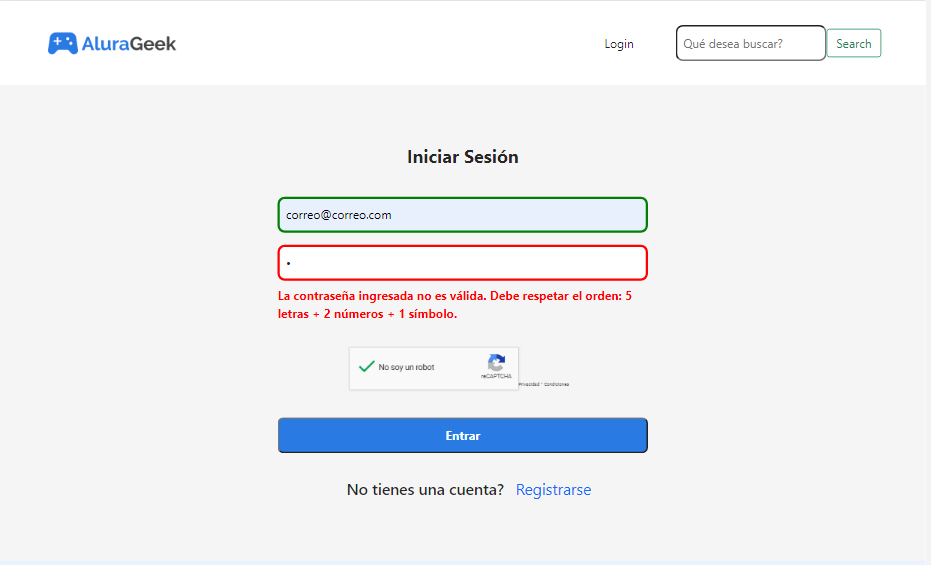 AluraGeek
Login
Qué desea buscar?
Search
Iniciar Sesión
correo@correo.com
•
La contraseña ingresada no es válida. Debe respetar el orden: 5
letras + 2 números + 1 símbolo.
No soy un robot
reCAPTCHA
Privacidad - Condiciones
Entrar
No tienes una cuenta? Registrarse